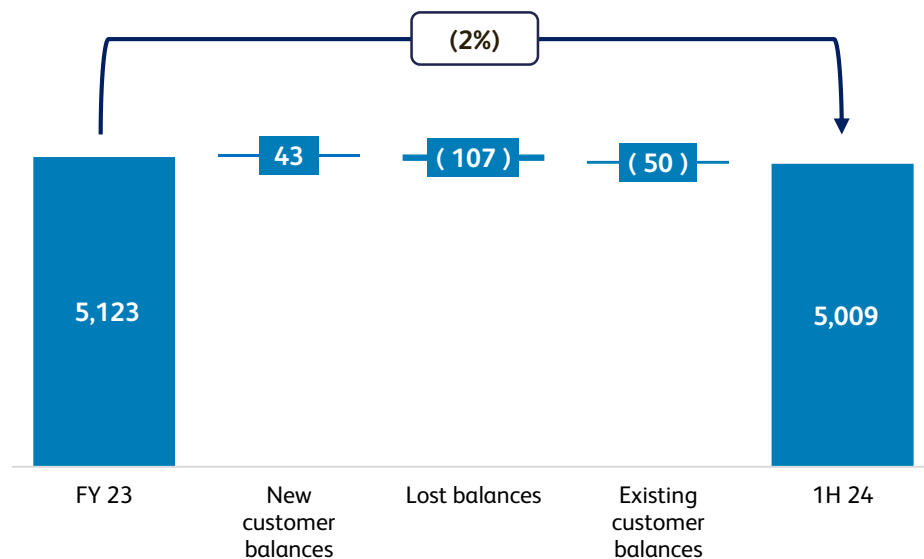 (2%)
43
( 107 )
( 50 )
5,123
5,009
FY 23
New
customer
balances
Lost balances
Existing
customer
balances
1H 24